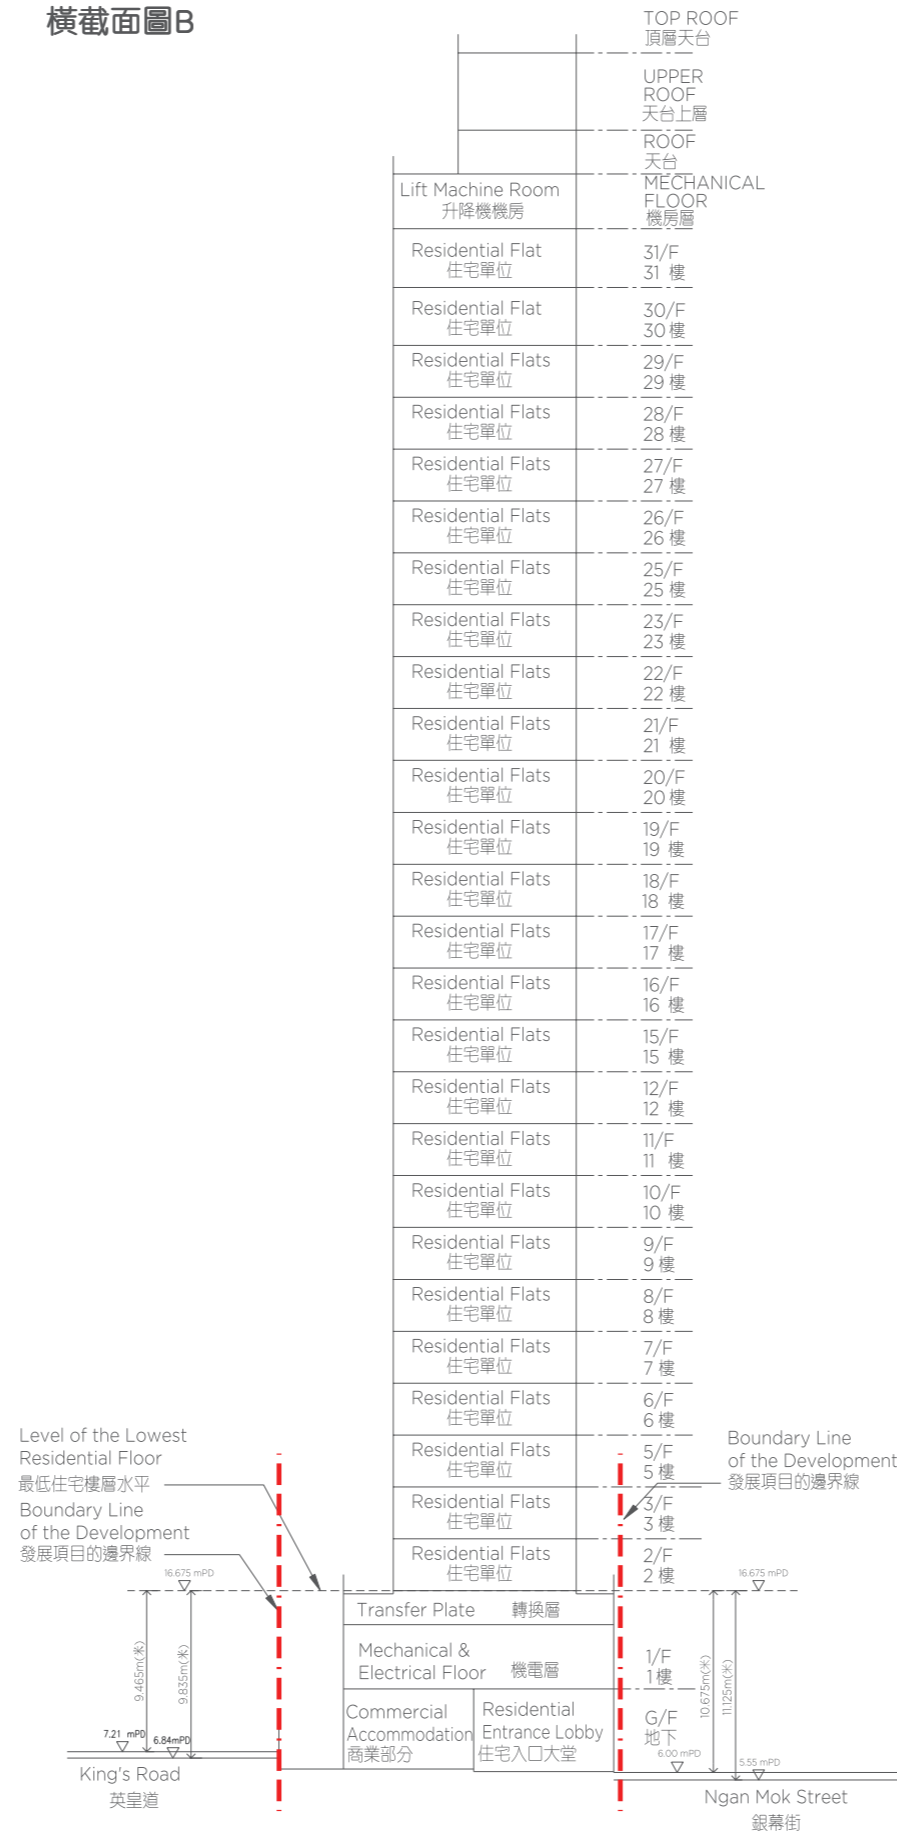 橫截面圖B
TOP ROOF
頂層天台
UPPER
ROOF
天台上層
ROOF
天台
Lift Machine Room
升降機機房
MECHANICAL
FLOOR
機房層
Residential Flat
住宅單位
31/F
31 樓
Residential Flat
住宅單位
30/F
30 樓
Residential Flats
住宅單位
29/F
29 樓
Residential Flats
住宅單位
28/F
28 樓
Residential Flats
住宅單位
27/F
27 樓
Residential Flats
住宅單位
26/F
26 樓
Residential Flats
住宅單位
25/F
25 樓
Residential Flats
住宅單位
23/F
23 樓
Residential Flats
住宅單位
22/F
22 樓
Residential Flats
住宅單位
21/F
21 樓
Residential Flats
住宅單位
20/F
20 樓
Residential Flats
住宅單位
19/F
19 樓
Residential Flats
住宅單位
18/F
18 樓
Residential Flats
住宅單位
17/F
17 樓
Residential Flats
住宅單位
16/F
16 樓
Residential Flats
住宅單位
15/F
15 樓
Residential Flats
住宅單位
12/F
12 樓
Residential Flats
住宅單位
11/F
11 樓
Residential Flats
住宅單位
10/F
10 樓
Residential Flats
住宅單位
9/F
9 樓
Residential Flats
住宅單位
8/F
8 樓
Residential Flats
住宅單位
7/F
7 樓
Residential Flats
住宅單位
6/F
6 樓
Residential Flats
住宅單位
5/F
5 樓
Residential Flats
住宅單位
3/F
3 樓
Residential Flats
住宅單位
2/F
2 樓
Level of the Lowest
Residential Floor
最低住宅樓層水平
Boundary Line
of the Development
發展項目的邊界線
Boundary Line
of the Development
發展項目的邊界線
16.675 mPD
16.675 mPD
Transfer Plate 轉換層
Mechanical &
Electrical Floor 機電層
1/F
1 樓
9.465m(米)
9.835m(米)
10.675m(米)
11.125m(米)
Commercial
Accommodation
商業部分
Residential
Entrance Lobby
住宅入口大堂
G/F
地下
7.21 mPD
6.84mPD
6.00 mPD
5.55 mPD
King's Road
英皇道
Ngan Mok Street
銀幕街